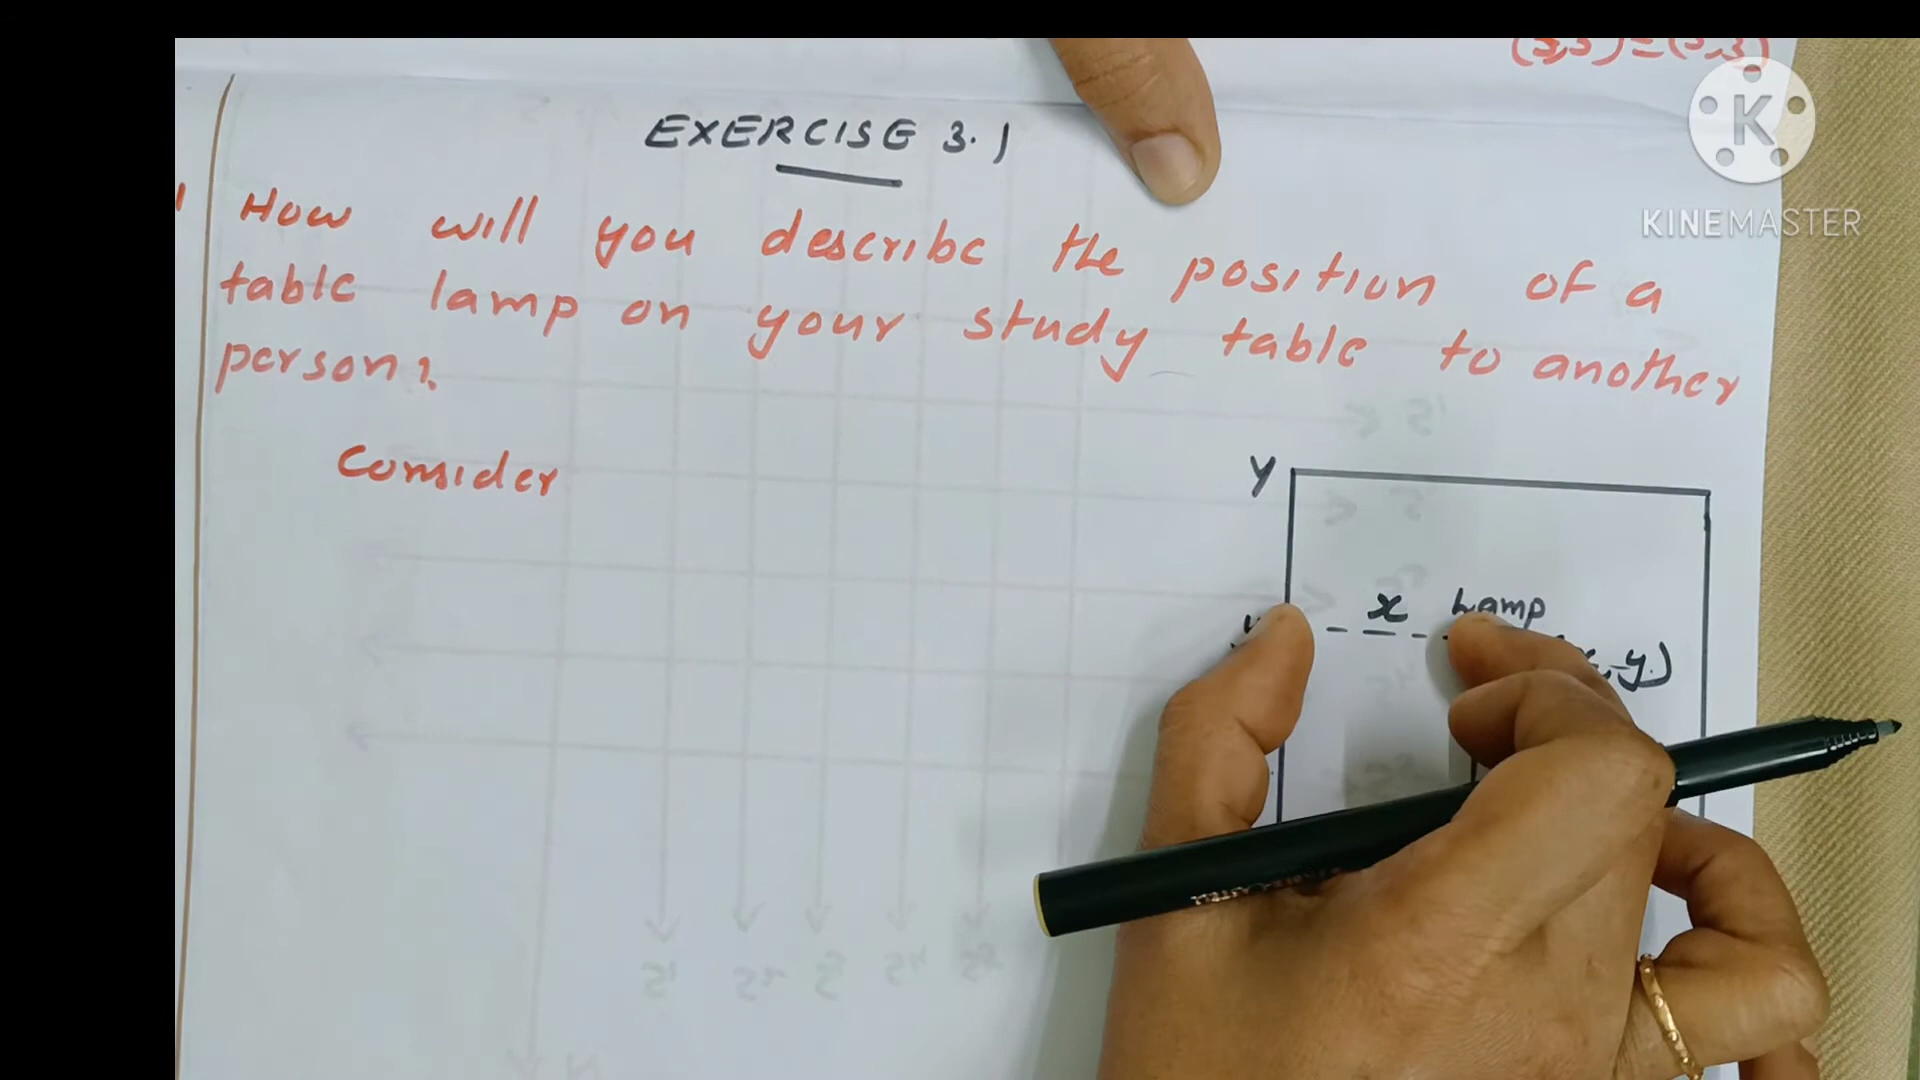 EXERCISE 3.1
1 How will you describe the position of a
table lamp on your study table to another
person?
Consider
Y
x Lamp
y.)
K
KINEMASTER